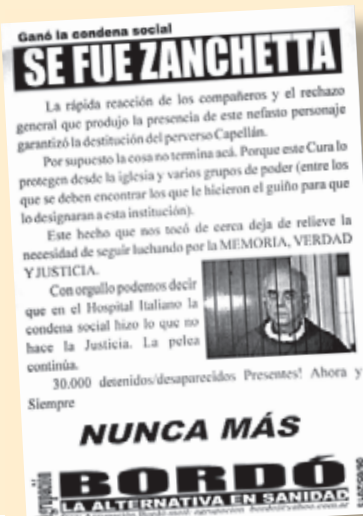 Ganó la condena social
SE FUE ZANCHETTA
La rápida reacción de los compañeros y el rechazo
general que produjo la presencia de este nefasto personaje
garantizó la destitución del perverso Capellán.
Por supuesto la cosa no termina acá. Porque este Cura lo
protegen desde la iglesia y varios grupos de poder (entre los
que se deben encontrar los que le hicieron el guiño para que
lo designaran a esta institución).
Este hecho que nos tocó de cerca deja de relieve la
necesidad de seguir luchando por la MEMORIA, VERDAD
Y JUSTICIA.
Con orgullo podemos decir
que en el Hospital Italiano la
condena social hizo lo que no
hace la Justicia. La pelea
continúa.
30.000 detenidos/desaparecidos Presentes! Ahora y
Siempre
NUNCA MÁS
agrupación
BORDÓ
LA ALTERNATIVA EN SANIDAD